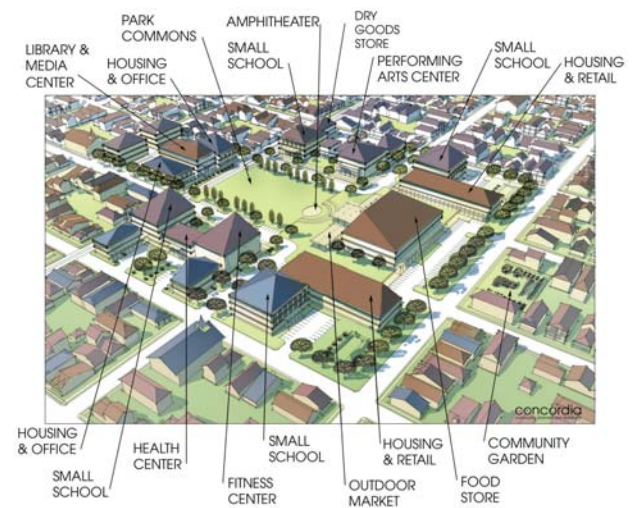 PARK
COMMONS
AMPHITHEATER
DRY
GOODS
STORE
LIBRARY &
MEDIA
CENTER
HOUSING
& OFFICE
SMALL
SCHOOL
PERFORMING
ARTS CENTER
SMALL
SCHOOL
HOUSING
& RETAIL
concordia
HOUSING
& OFFICE
SMALL
SCHOOL
HEALTH
CENTER
FITNESS
CENTER
SMALL
SCHOOL
OUTDOOR
MARKET
HOUSING
& RETAIL
FOOD
STORE
COMMUNITY
GARDEN